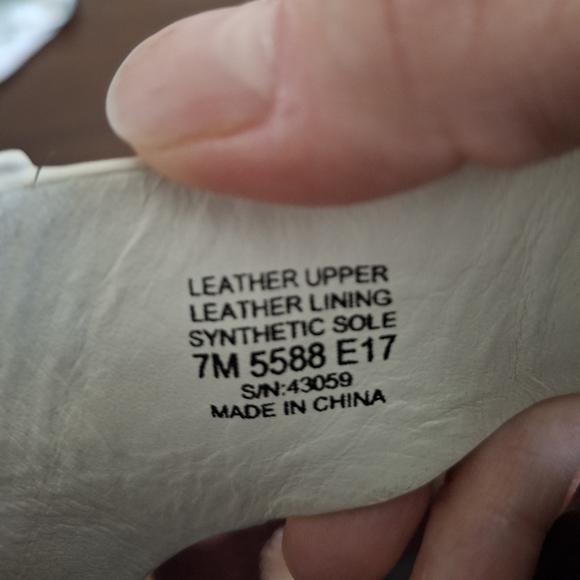 LEATHER UPPER
LEATHER LINING
SYNTHETIC SOLE
7M 5588 E17
S/N:43059
MADE IN CHINA